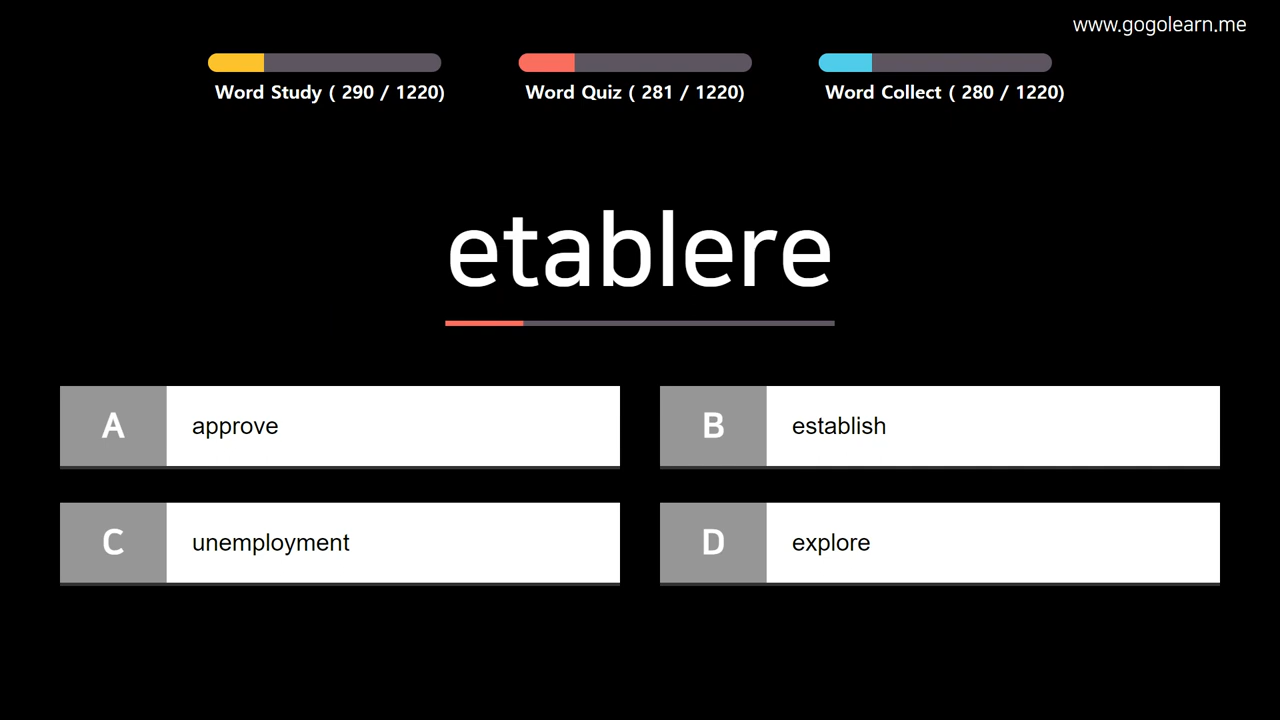 www.gogolearn.me
Word Study ( 290 / 1220)
Word Quiz ( 281 / 1220)
Word Collect ( 280 / 1220)
etablere
A approve
B establish
C unemployment
D explore